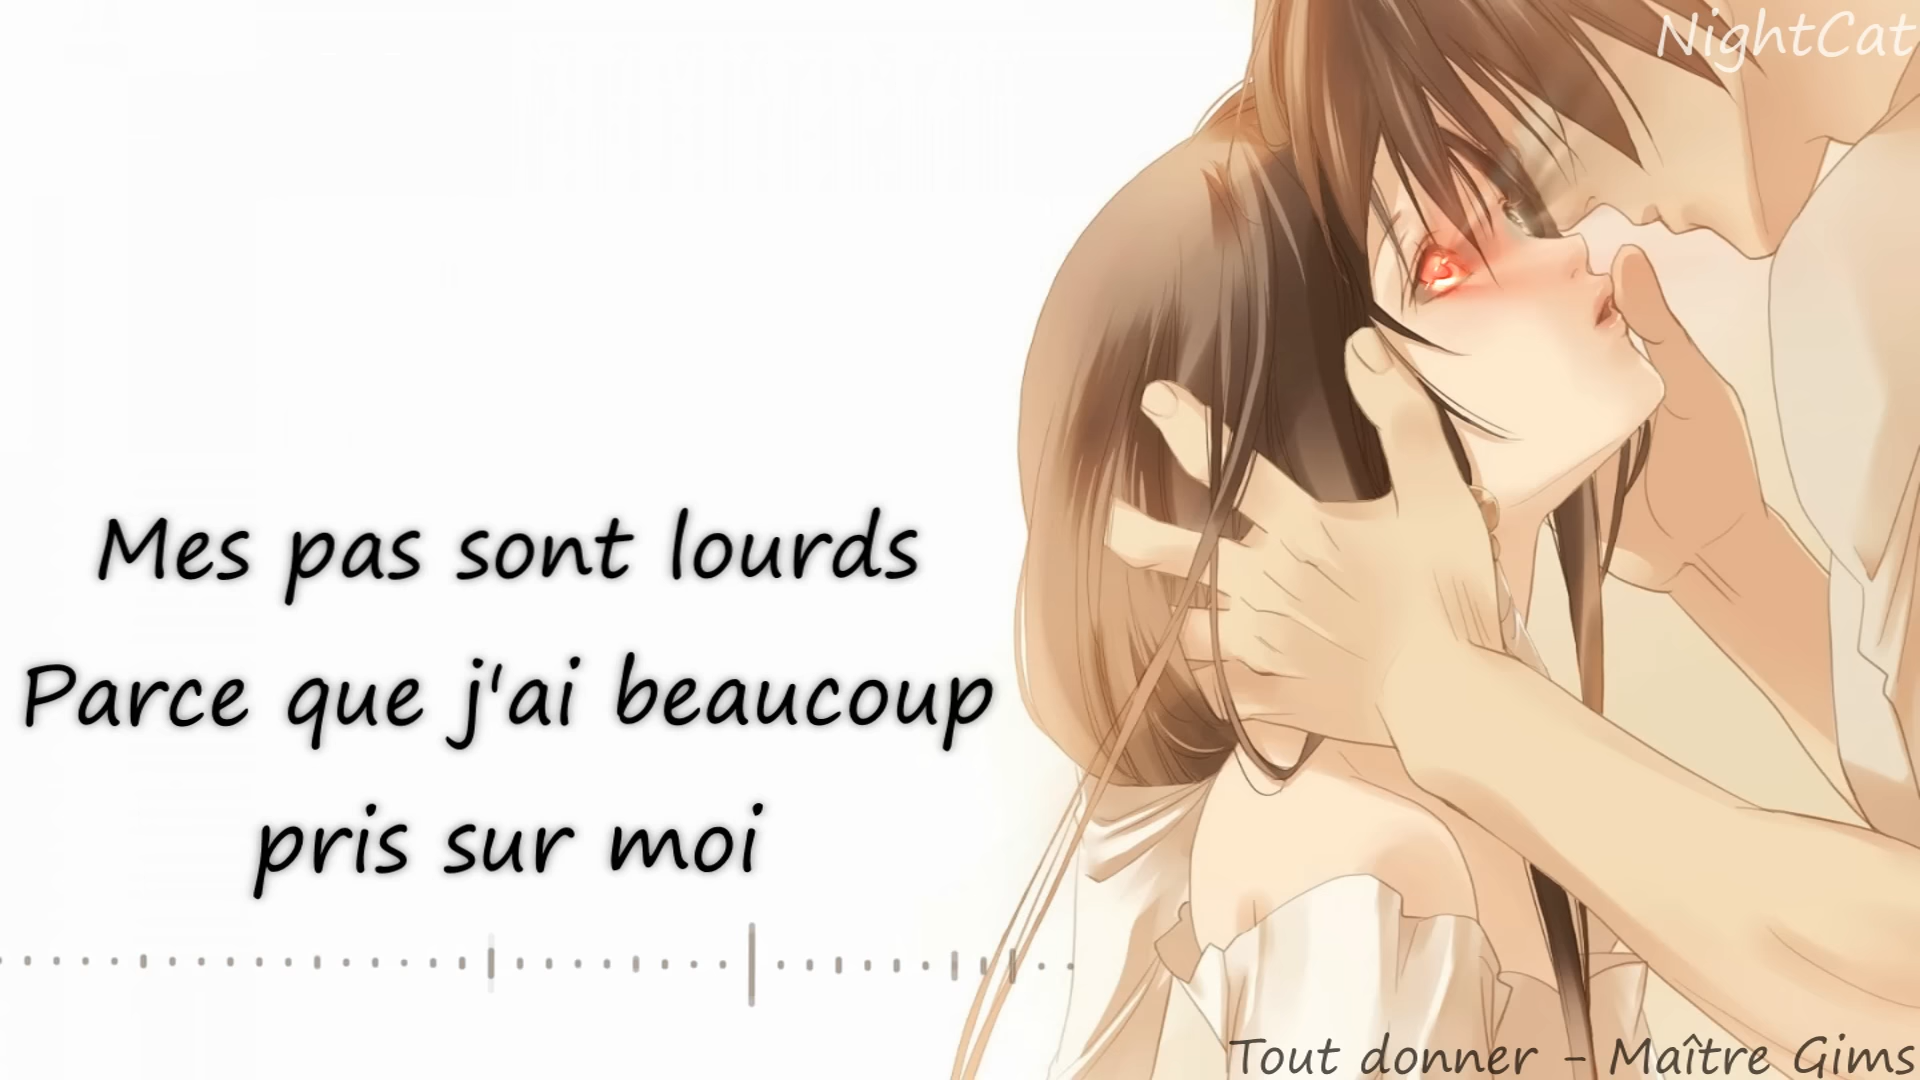 NightCat
Mes pas sont lourds
Parce que j'ai beaucoup
pris sur moi
Tout donner - Maître Gims